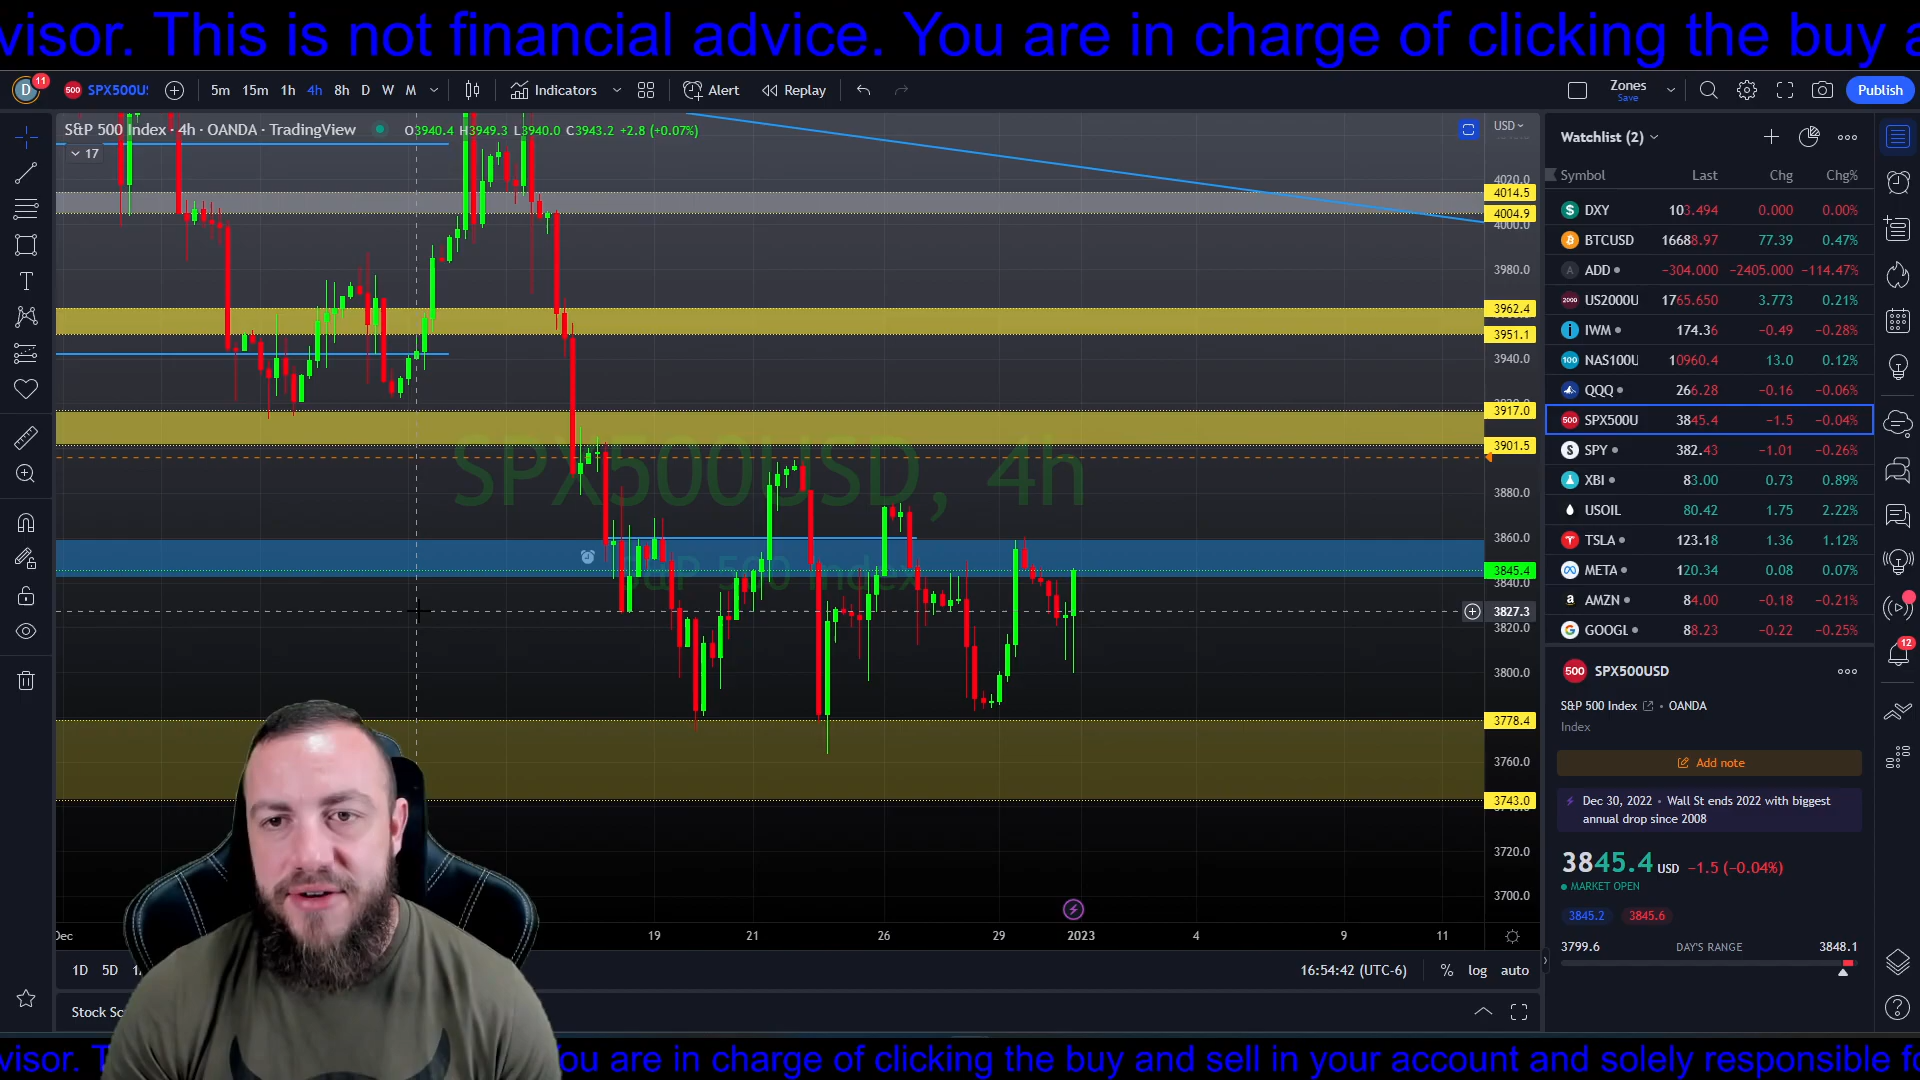 visor. This is not financial advice. You are in charge of clicking the buy a
D 11 500 SPX500U 5m 15m 1h 4h 8h D W M Indicators Alert Replay Zones Save Publish
S&P 500 Index · 4h · OANDA · TradingView O3940.4 H3949.3 L3940.0 C3943.2 +2.8 (+0.07%)
17
USD
4020.0
4014.5
4004.9
4000.0
3980.0
3962.4
3951.1
3940.0
3917.0
3901.5
3880.0
3860.0
3845.4
3840.0
3827.3
3820.0
3800.0
3778.4
3760.0
3743.0
3720.0
3700.0
SPX500USD, 4h
S&P 500 Index
Dec 19 21 26 29 2023 4 9 11
1D 5D 16:54:42 (UTC-6) % log auto
Stock Sc
Watchlist (2)
Symbol Last Chg Chg%
$ DXY 103.494 0.000 0.00%
BTCUSD 16688.97 77.39 0.47%
A ADD −304.000 −2405.000 −114.47%
2000 US2000U 1765.650 3.773 0.21%
IWM 174.36 −0.49 −0.28%
100 NAS100U 10960.4 13.0 0.12%
QQQ 266.28 −0.16 −0.06%
500 SPX500U 3845.4 −1.5 −0.04%
S SPY 382.43 −1.01 −0.26%
XBI 83.00 0.73 0.89%
USOIL 80.42 1.75 2.22%
TSLA 123.18 1.36 1.12%
META 120.34 0.08 0.07%
a AMZN 84.00 −0.18 −0.21%
G GOOGL 88.23 −0.22 −0.25%
12
500 SPX500USD
S&P 500 Index • OANDA
Index
Add note
Dec 30, 2022 • Wall St ends 2022 with biggest
annual drop since 2008
3845.4 USD −1.5 (−0.04%)
MARKET OPEN
3845.2 3845.6
3799.6 DAY'S RANGE 3848.1
visor. T You are in charge of clicking the buy and sell in your account and solely responsible fo